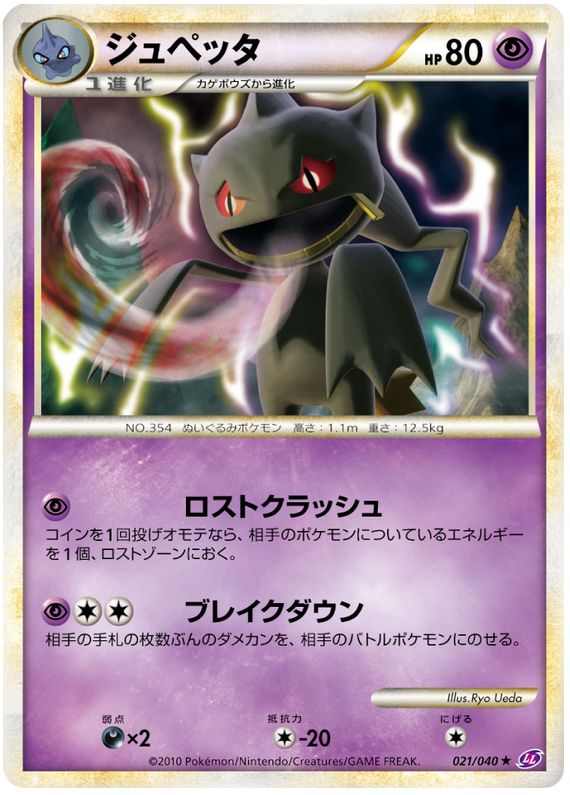 ジュペッタ
HP80
1進化
カゲボウズから進化
NO.354 ぬいぐるみポケモン 高さ:1.1m 重さ:12.5kg
ロストクラッシュ
コインを1回投げオモテなら、相手のポケモンについているエネルギー
を1個、ロストゾーンにおく。
ブレイクダウン
相手の手札の枚数ぶんのダメカンを、相手のバトルポケモンにのせる。
Illus.Ryo Ueda
弱点 抵抗力 にげる
×2 -20
©2010 Pokémon/Nintendo/Creatures/GAME FREAK. 021/040 ★ LL